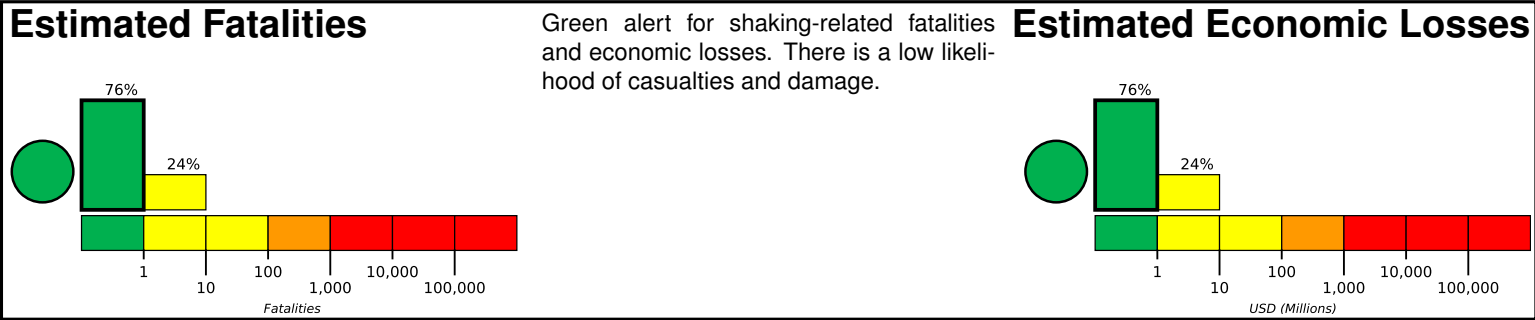 Estimated Fatalities
76%
24%
1
10
100
1,000
10,000
100,000
Fatalities
Green alert for shaking-related fatalities
and economic losses. There is a low likeli-
hood of casualties and damage.
Estimated Economic Losses
76%
24%
1
10
100
1,000
10,000
100,000
USD (Millions)